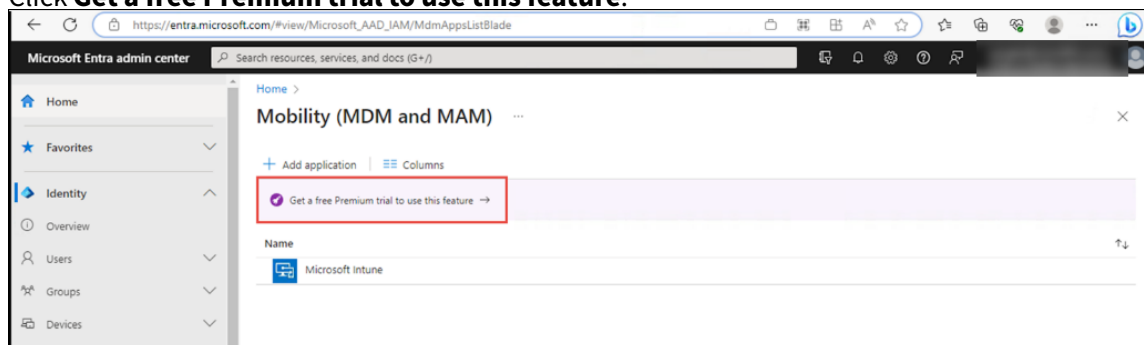 Click Get a free Premium trial to use this feature.
https://entra.microsoft.com/#view/Microsoft_AAD_IAM/MdmAppsListBlade
Microsoft Entra admin center
Search resources, services, and docs (G+/)
Home
Home >
Mobility (MDM and MAM) ...
Favorites
+ Add application
Columns
Identity
Get a free Premium trial to use this feature →
Overview
Name ↑↓
Users
Microsoft Intune
Groups
Devices